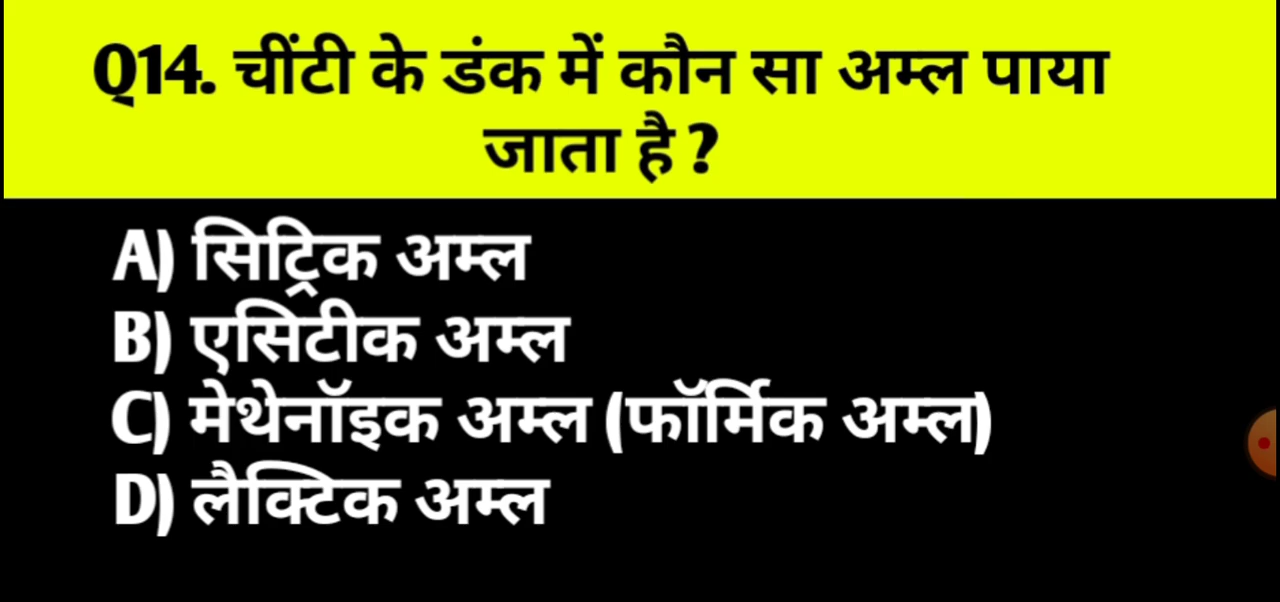 Q14. चींटी के डंक में कौन सा अम्ल पाया
जाता है ?
A) सिट्रिक अम्ल
B) एसिटीक अम्ल
C) मेथेनॉइक अम्ल (फॉर्मिक अम्ल)
D) लैक्टिक अम्ल